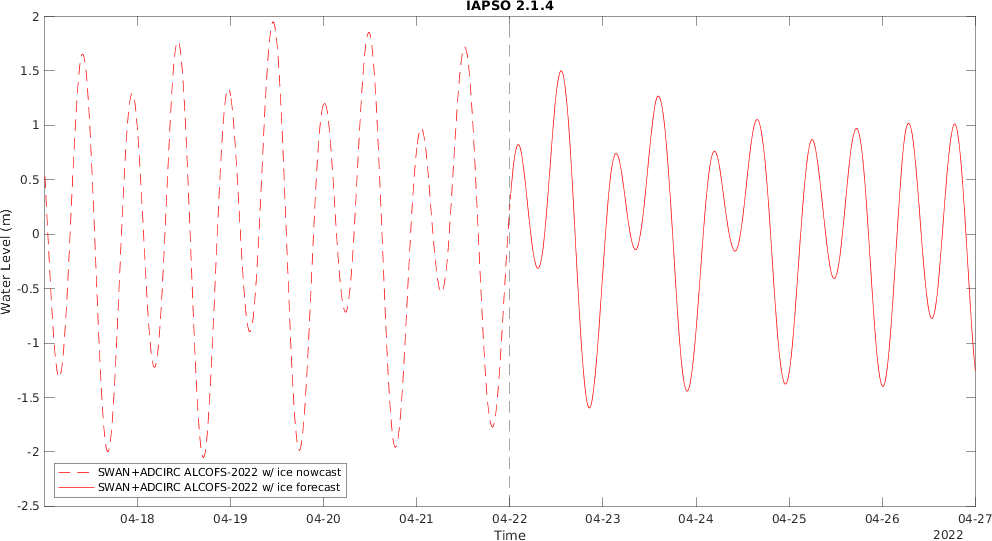 IAPSO 2.1.4
2
1.5
1
0.5
0
-0.5
-1
-1.5
-2
-2.5
Water Level (m)
SWAN+ADCIRC ALCOFS-2022 w/ ice nowcast
SWAN+ADCIRC ALCOFS-2022 w/ ice forecast
04-18 04-19 04-20 04-21 04-22 04-23 04-24 04-25 04-26 04-27
Time
2022